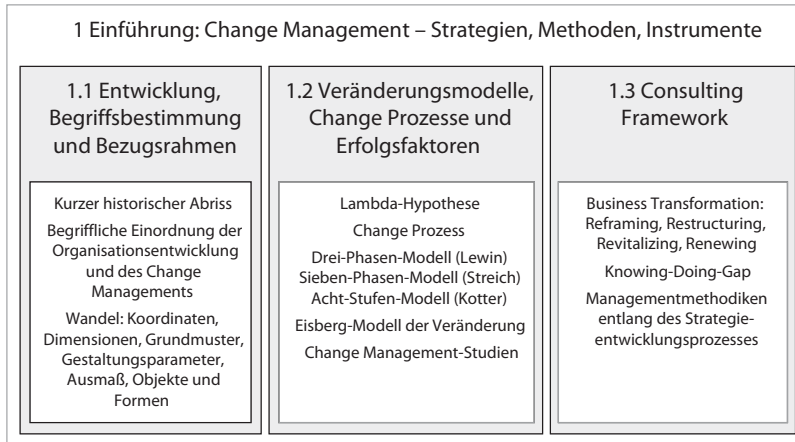 1 Einführung: Change Management – Strategien, Methoden, Instrumente
1.1 Entwicklung,
Begriffsbestimmung
und Bezugsrahmen
Kurzer historischer Abriss
Begriffliche Einordnung der
Organisationsentwicklung
und des Change
Managements
Wandel: Koordinaten,
Dimensionen, Grundmuster,
Gestaltungsparameter,
Ausmaß, Objekte und
Formen
1.2 Veränderungsmodelle,
Change Prozesse und
Erfolgsfaktoren
Lambda-Hypothese
Change Prozess
Drei-Phasen-Modell (Lewin)
Sieben-Phasen-Modell (Streich)
Acht-Stufen-Modell (Kotter)
Eisberg-Modell der Veränderung
Change Management-Studien
1.3 Consulting
Framework
Business Transformation:
Reframing, Restructuring,
Revitalizing, Renewing
Knowing-Doing-Gap
Managementmethodiken
entlang des Strategie-
entwicklungsprozesses